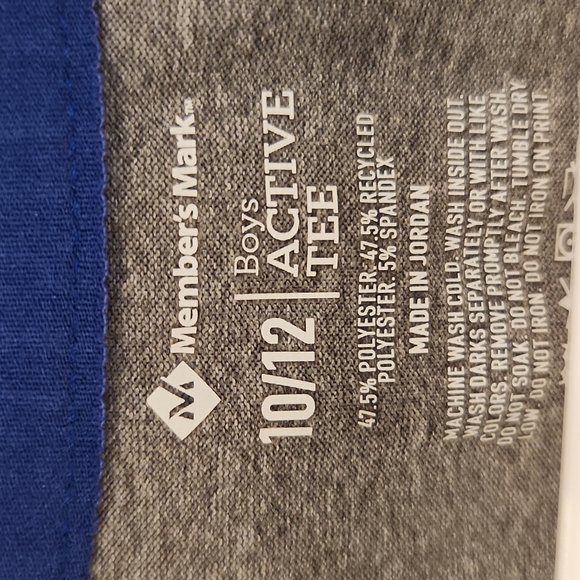 Member's Mark™
10/12 | Boys ACTIVE TEE
47.5% POLYESTER 47.5% RECYCLED
POLYESTER 5% SPANDEX
MADE IN JORDAN
MACHINE WASH COLD. WASH INSIDE OUT.
WASH DARKS SEPARATELY OR WITH LIKE
COLORS. REMOVE PROMPTLY AFTER WASH.
DO NOT SOAK. DO NOT BLEACH. TUMBLE DRY
LOW. DO NOT IRON. DO NOT IRON ON PRINT.